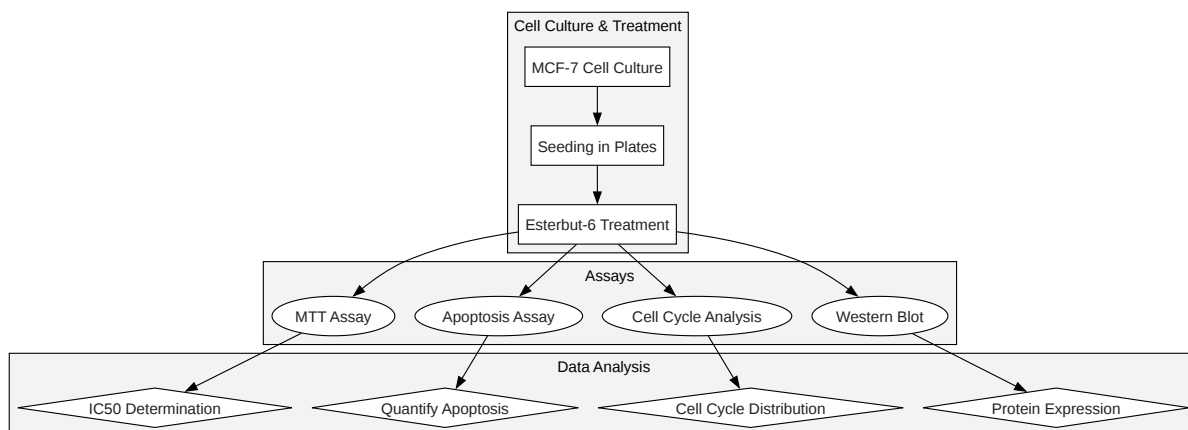 Cell Culture & Treatment
MCF-7 Cell Culture
Seeding in Plates
Esterbut-6 Treatment
Assays
MTT Assay
Apoptosis Assay
Cell Cycle Analysis
Western Blot
Data Analysis
IC50 Determination
Quantify Apoptosis
Cell Cycle Distribution
Protein Expression